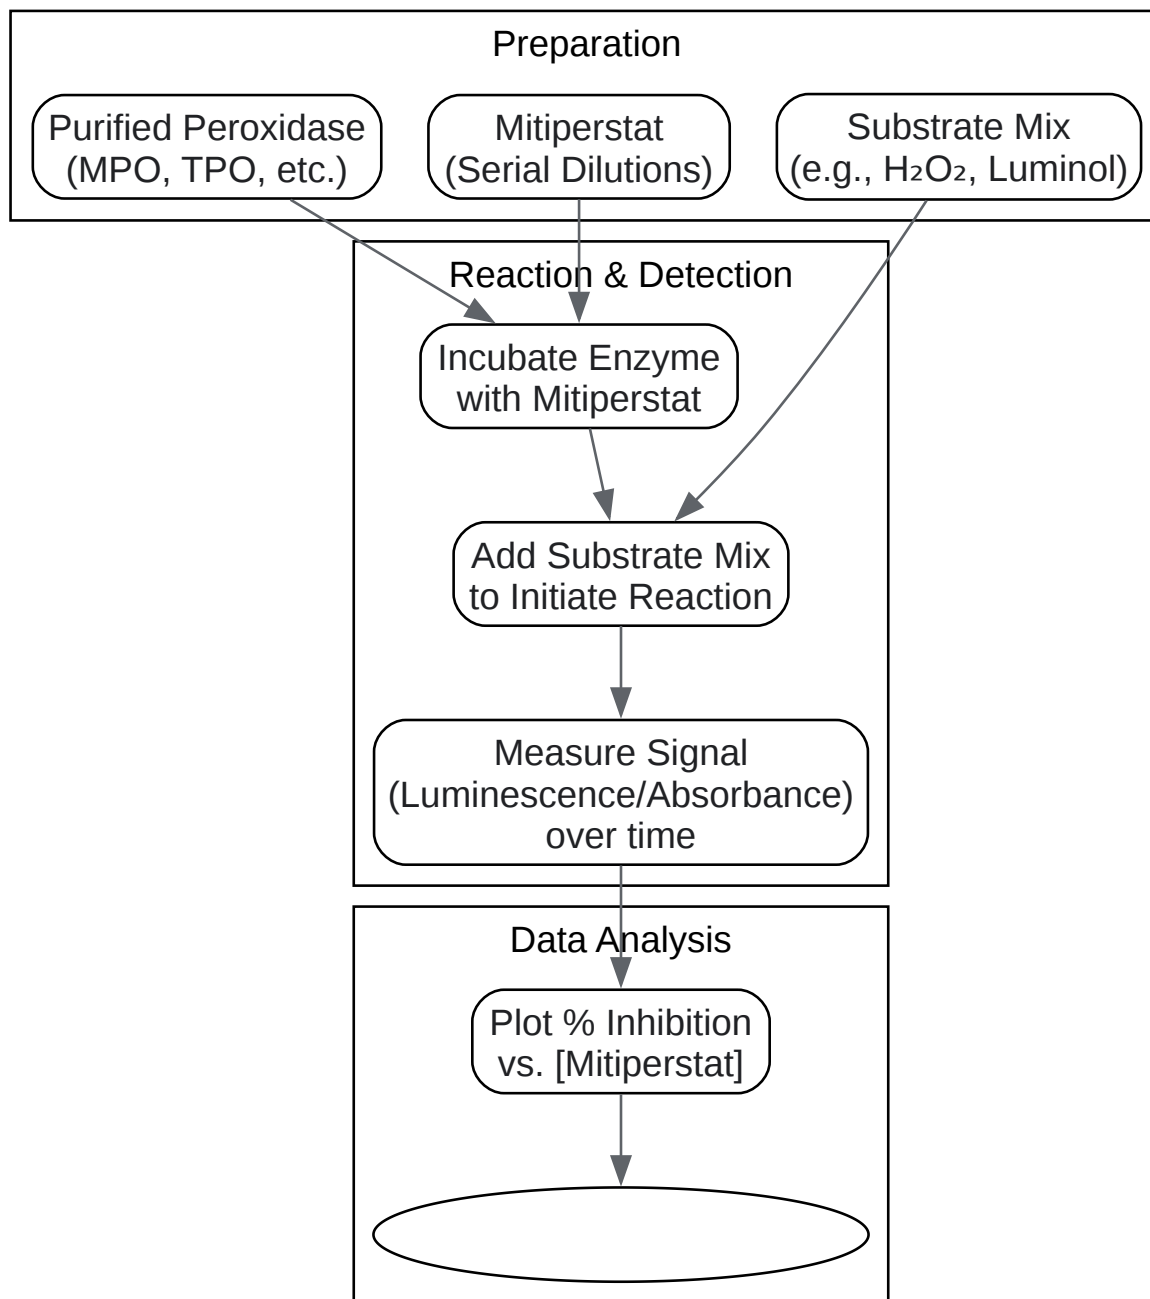 Preparation
Purified Peroxidase
(MPO, TPO, etc.)
Mitiperstat
(Serial Dilutions)
Substrate Mix
(e.g., H₂O₂, Luminol)
Reaction & Detection
Incubate Enzyme
with Mitiperstat
Add Substrate Mix
to Initiate Reaction
Measure Signal
(Luminescence/Absorbance)
over time
Data Analysis
Plot % Inhibition
vs. [Mitiperstat]